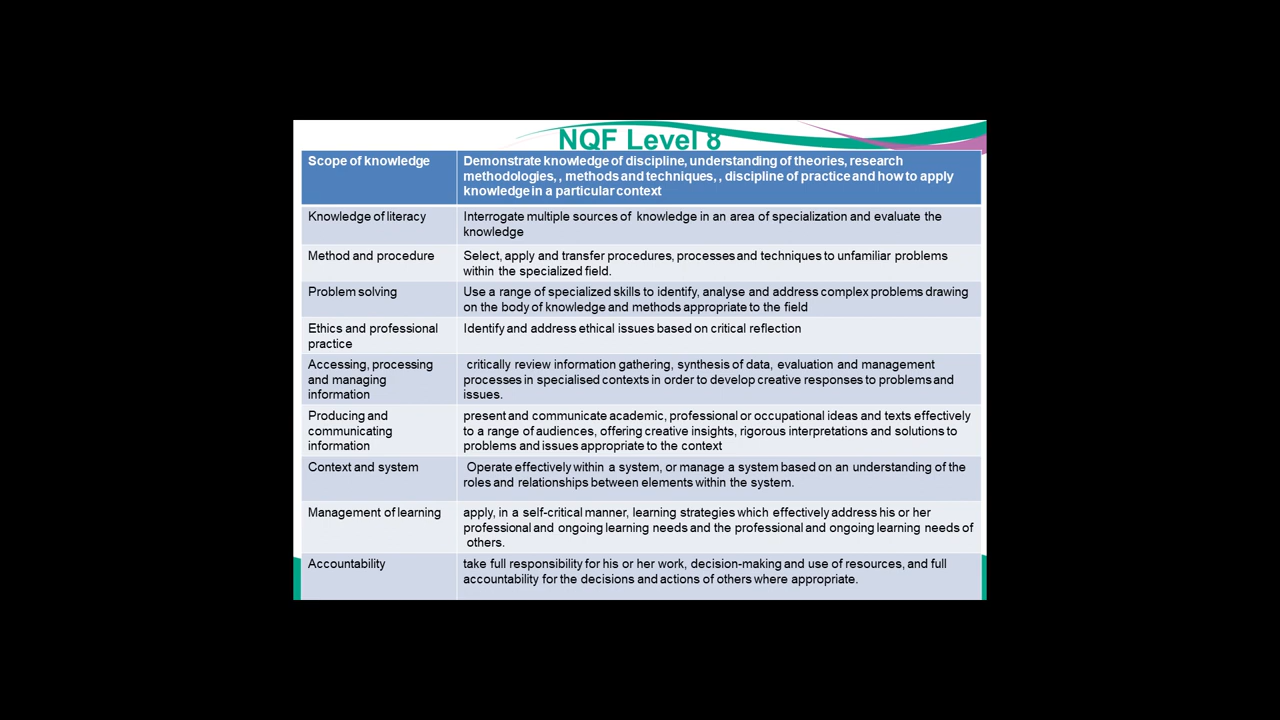 NQF Level 8
Scope of knowledge
Demonstrate knowledge of discipline, understanding of theories, research
methodologies, , methods and techniques, , discipline of practice and how to apply
knowledge in a particular context
Knowledge of literacy
Interrogate multiple sources of knowledge in an area of specialization and evaluate the
knowledge
Method and procedure
Select, apply and transfer procedures, processes and techniques to unfamiliar problems
within the specialized field.
Problem solving
Use a range of specialized skills to identify, analyse and address complex problems drawing
on the body of knowledge and methods appropriate to the field
Ethics and professional
practice
Identify and address ethical issues based on critical reflection
Accessing, processing
and managing
information
critically review information gathering, synthesis of data, evaluation and management
processes in specialised contexts in order to develop creative responses to problems and
issues.
Producing and
communicating
information
present and communicate academic, professional or occupational ideas and texts effectively
to a range of audiences, offering creative insights, rigorous interpretations and solutions to
problems and issues appropriate to the context
Context and system
Operate effectively within a system, or manage a system based on an understanding of the
roles and relationships between elements within the system.
Management of learning
apply, in a self-critical manner, learning strategies which effectively address his or her
professional and ongoing learning needs and the professional and ongoing learning needs of
others.
Accountability
take full responsibility for his or her work, decision-making and use of resources, and full
accountability for the decisions and actions of others where appropriate.